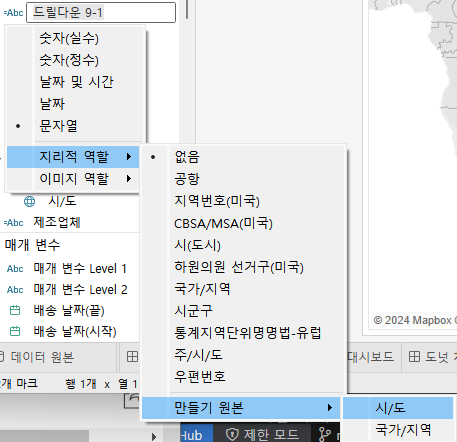 Abc 드릴다운 9-1
숫자(실수)
숫자(정수)
날짜 및 시간
날짜
문자열
지리적 역할
이미지 역할
없음
공항
지역번호(미국)
CBSA/MSA(미국)
시(도시)
하원의원 선거구(미국)
국가/지역
시군구
통계지역단위명명법-유럽
주/시/도
우편번호
만들기 원본
시/도
국가/지역
시/도
Abc 제조업체
매개 변수
Abc 매개 변수 Level 1
Abc 매개 변수 Level 2
배송 날짜(끝)
배송 날짜(시작)
© 2024 Mapbox
데이터 원본
대시보드
도넛
개 마크 행 1개 x 열 1
Hub
제한 모드